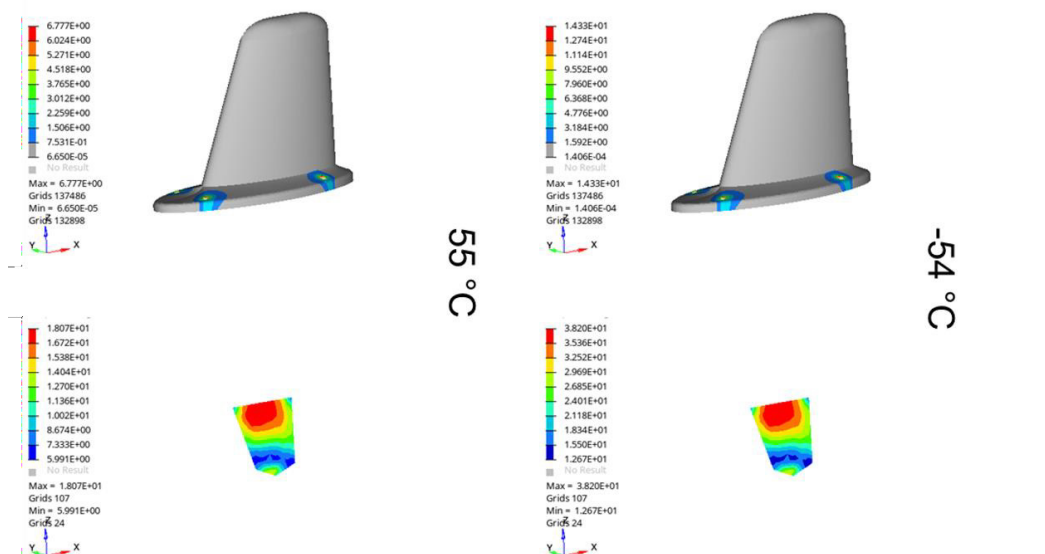 6.777E+00
6.024E+00
5.271E+00
4.518E+00
3.765E+00
3.012E+00
2.259E+00
1.506E+00
7.531E-01
6.650E-05
No Result
Max = 6.777E+00
Grids 137486
Min = 6.650E-05
Grids 132898
Z
Y
X
55 °C
1.433E+01
1.274E+01
1.114E+01
9.552E+00
7.960E+00
6.368E+00
4.776E+00
3.184E+00
1.592E+00
1.406E-04
No Result
Max = 1.433E+01
Grids 137486
Min = 1.406E-04
Grids 132898
Z
Y
X
-54 °C
1.807E+01
1.672E+01
1.538E+01
1.404E+01
1.270E+01
1.136E+01
1.002E+01
8.674E+00
7.333E+00
5.991E+00
No Result
Max = 1.807E+01
Grids 107
Min = 5.991E+00
Grids 24
Z
Y
X
3.820E+01
3.536E+01
3.252E+01
2.969E+01
2.685E+01
2.401E+01
2.118E+01
1.834E+01
1.550E+01
1.267E+01
No Result
Max = 3.820E+01
Grids 107
Min = 1.267E+01
Grids 24
Z
Y
X